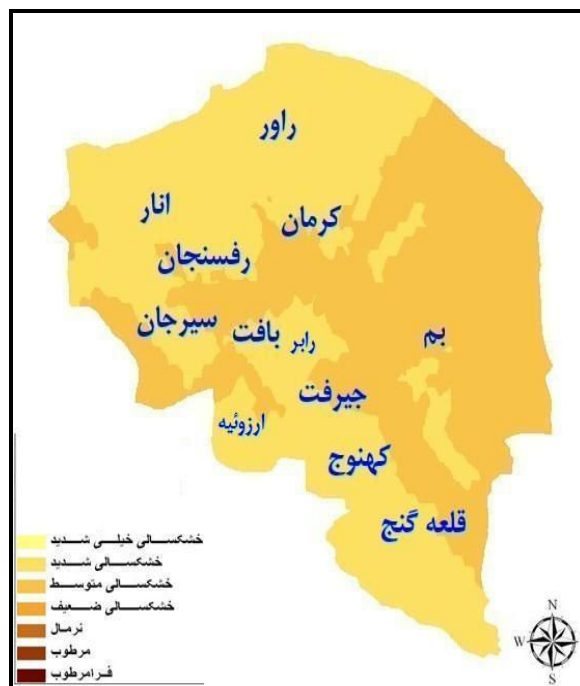 راور
انار
کرمان
رفسنجان
سیرجان
بافت
رابر
بم
جیرفت
ارزوئیه
کهنوج
قلعه گنج
خشکسالی خیلی شدید
خشکسالی شدید
خشکسالی متوسط
خشکسالی ضعیف
نرمال
مرطوب
فرامرطوب
N
W
E
S